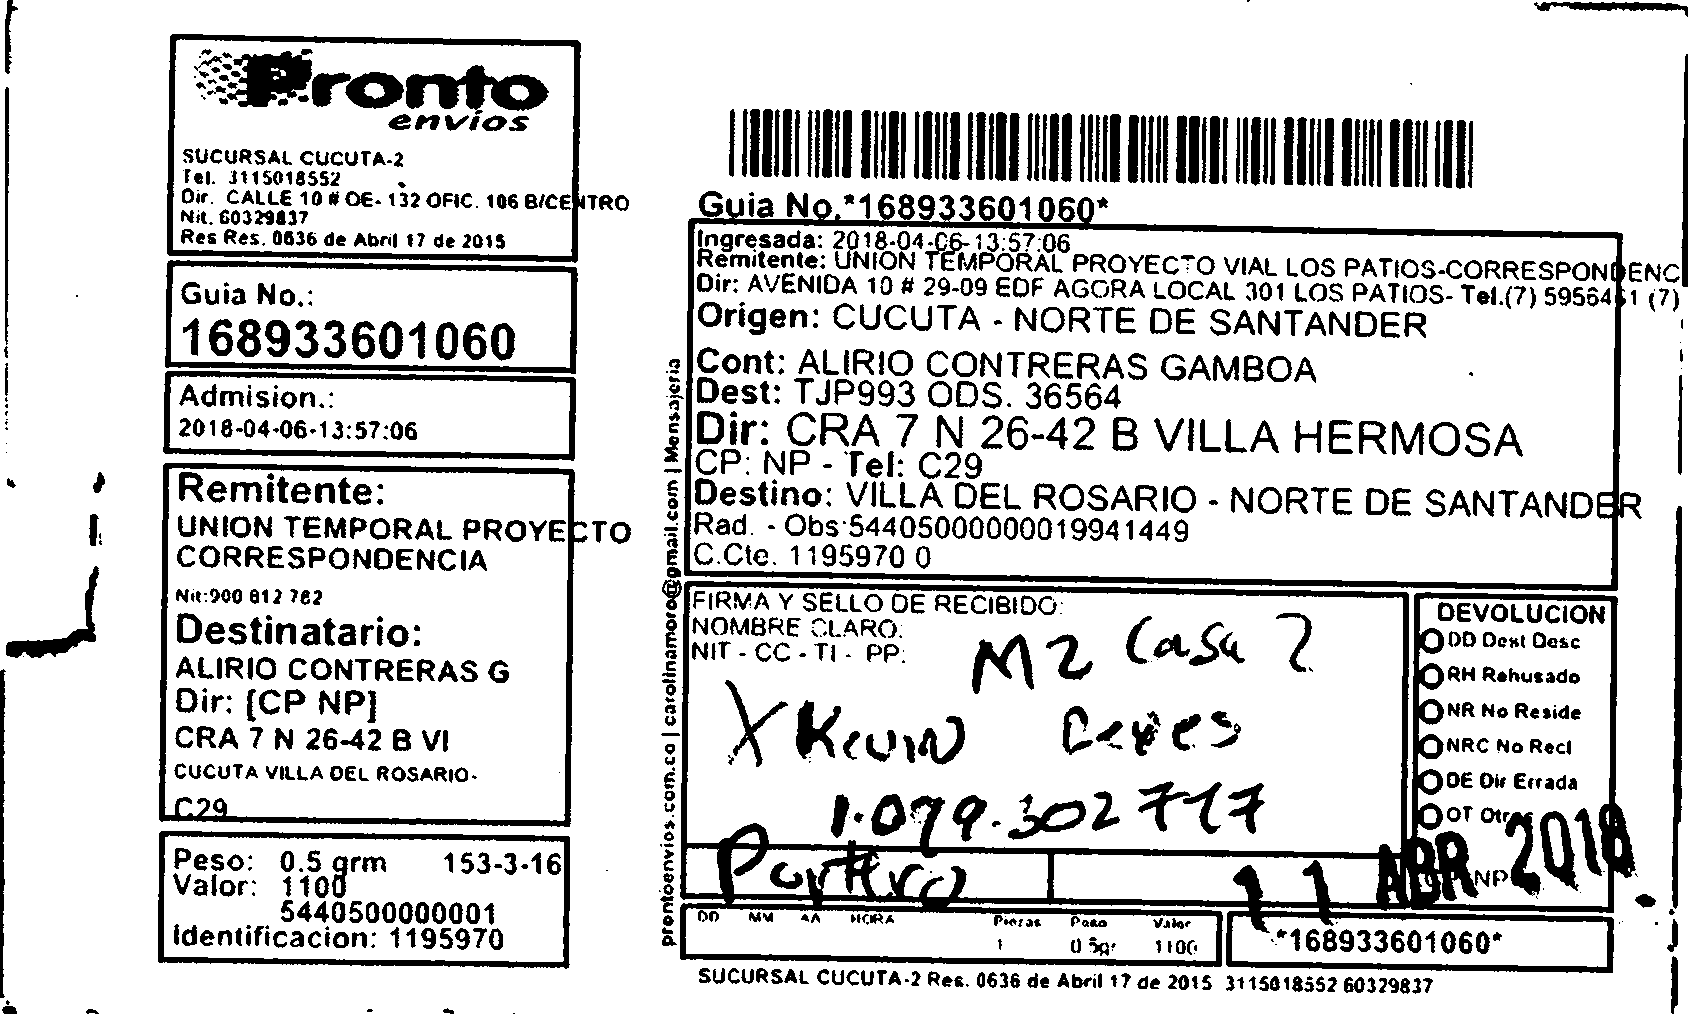 Pronto
envios
SUCURSAL CUCUTA-2
Tel. 3115018552
Dir. CALLE 10 # OE- 132 OFIC. 106 B/CENTRO
Nit. 60329837
Res Res. 0636 de Abril 17 de 2015
Guia No.:
168933601060
Admision.:
2018-04-06-13:57:06
Remitente:
UNION TEMPORAL PROYECTO
CORRESPONDENCIA
Nit:900 812 782
Destinatario:
ALIRIO CONTRERAS G
Dir: [CP NP]
CRA 7 N 26-42 B VI
CUCUTA VILLA DEL ROSARIO-
C29
Peso: 0.5 grm 153-3-16
Valor: 1100
5440500000001
Identificacion: 1195970
prontoenvios.com.co | carolinamoro@gmail.com | Mensajeria
Guia No.*168933601060*
Ingresada: 2018-04-06-13:57:06
Remitente: UNION TEMPORAL PROYECTO VIAL LOS PATIOS-CORRESPONDENC
Dir: AVENIDA 10 # 29-09 EDF AGORA LOCAL 301 LOS PATIOS- Tel.(7) 5956461 (7)
Origen: CUCUTA - NORTE DE SANTANDER
Cont: ALIRIO CONTRERAS GAMBOA
Dest: TJP993 ODS. 36564
Dir: CRA 7 N 26-42 B VILLA HERMOSA
CP: NP - Tel: C29
Destino: VILLA DEL ROSARIO - NORTE DE SANTANDER
Rad. - Obs:54405000000019941449
C.Cte. 1195970 0
FIRMA Y SELLO DE RECIBIDO:
NOMBRE CLARO:
NIT - CC - TI - PP:
M2 Casa 2
X Kevin Reyes
1.099.302717
Portero
DEVOLUCION
DD Dest Desc
RH Rehusado
NR No Reside
NRC No Recl
DE Dir Errada
OT Otros
NP
11 ABR 2018
DD MM AA HORA Piezas Peso Valor
1 0.5gr 1100
*168933601060*
SUCURSAL CUCUTA-2 Res. 0636 de Abril 17 de 2015 3115018552 60329837